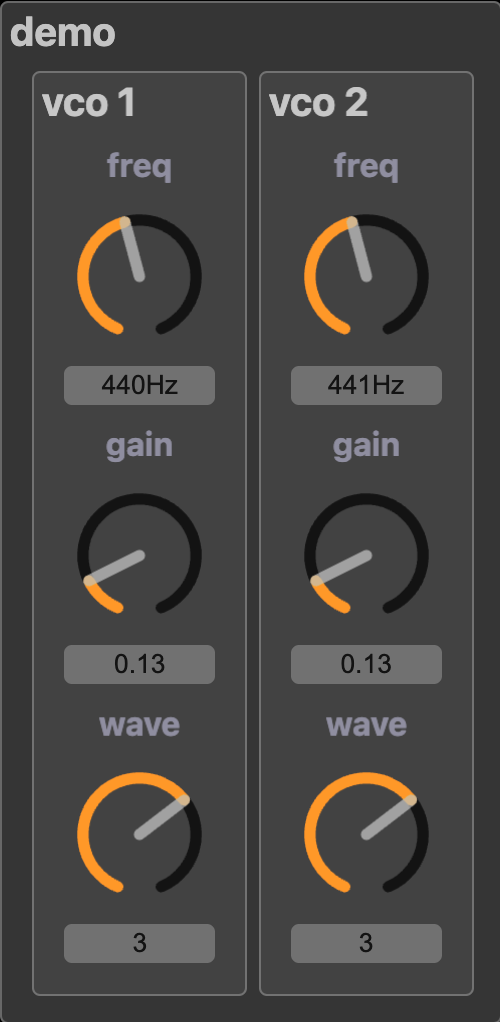 demo
vco 1
freq
440Hz
gain
0.13
wave
3
vco 2
freq
441Hz
gain
0.13
wave
3